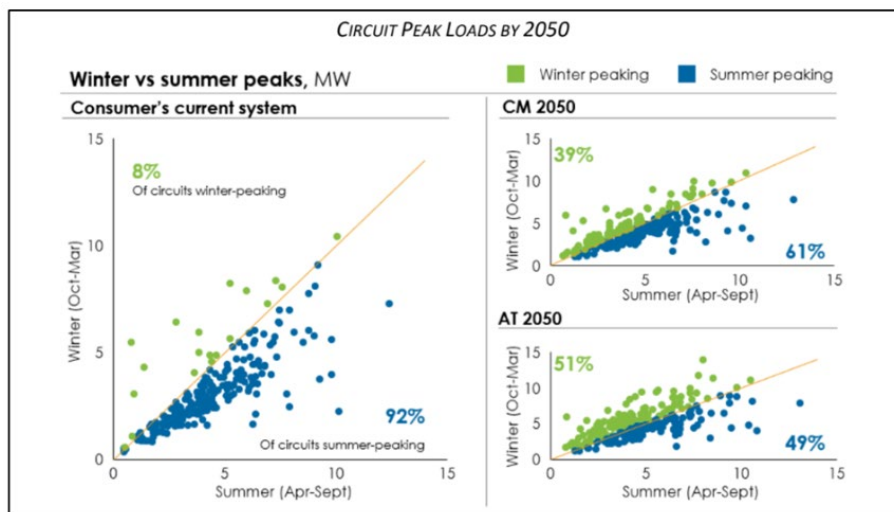 CIRCUIT PEAK LOADS BY 2050
Winter vs summer peaks, MW
Winter peaking
Summer peaking
Consumer's current system
15
10
5
0
0
5
10
15
Winter (Oct-Mar)
Summer (Apr-Sept)
8%
Of circuits winter-peaking
92%
Of circuits summer-peaking
CM 2050
15
10
5
0
0
5
10
15
Winter (Oct-Mar)
Summer (Apr-Sept)
39%
61%
AT 2050
15
10
5
0
0
5
10
15
Winter (Oct-Mar)
Summer (Apr-Sept)
51%
49%